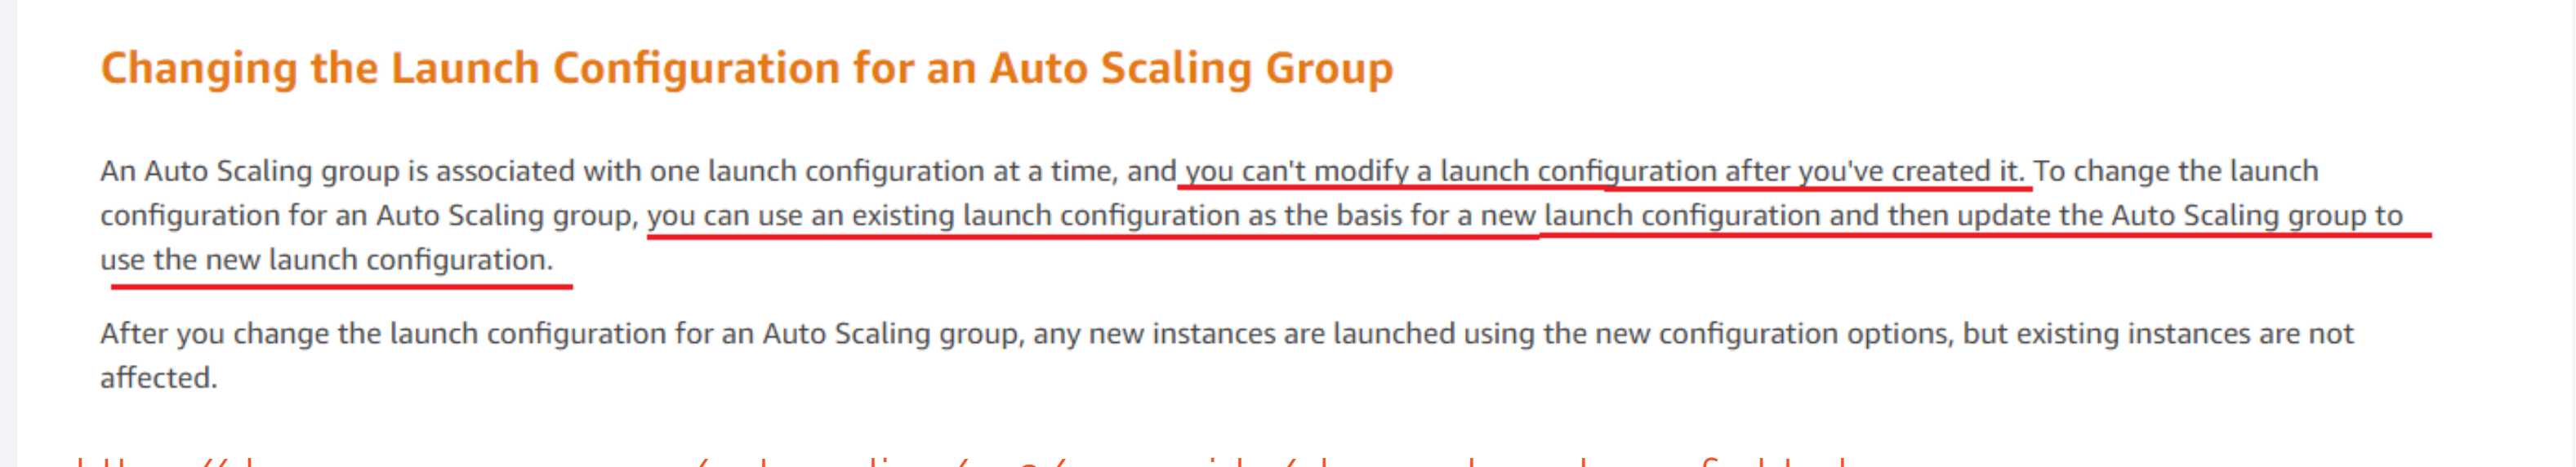 Changing the Launch Configuration for an Auto Scaling Group
An Auto Scaling group is associated with one launch configuration at a time, and you can't modify a launch configuration after you've created it. To change the launch
configuration for an Auto Scaling group, you can use an existing launch configuration as the basis for a new launch configuration and then update the Auto Scaling group to
use the new launch configuration.
After you change the launch configuration for an Auto Scaling group, any new instances are launched using the new configuration options, but existing instances are not
affected.